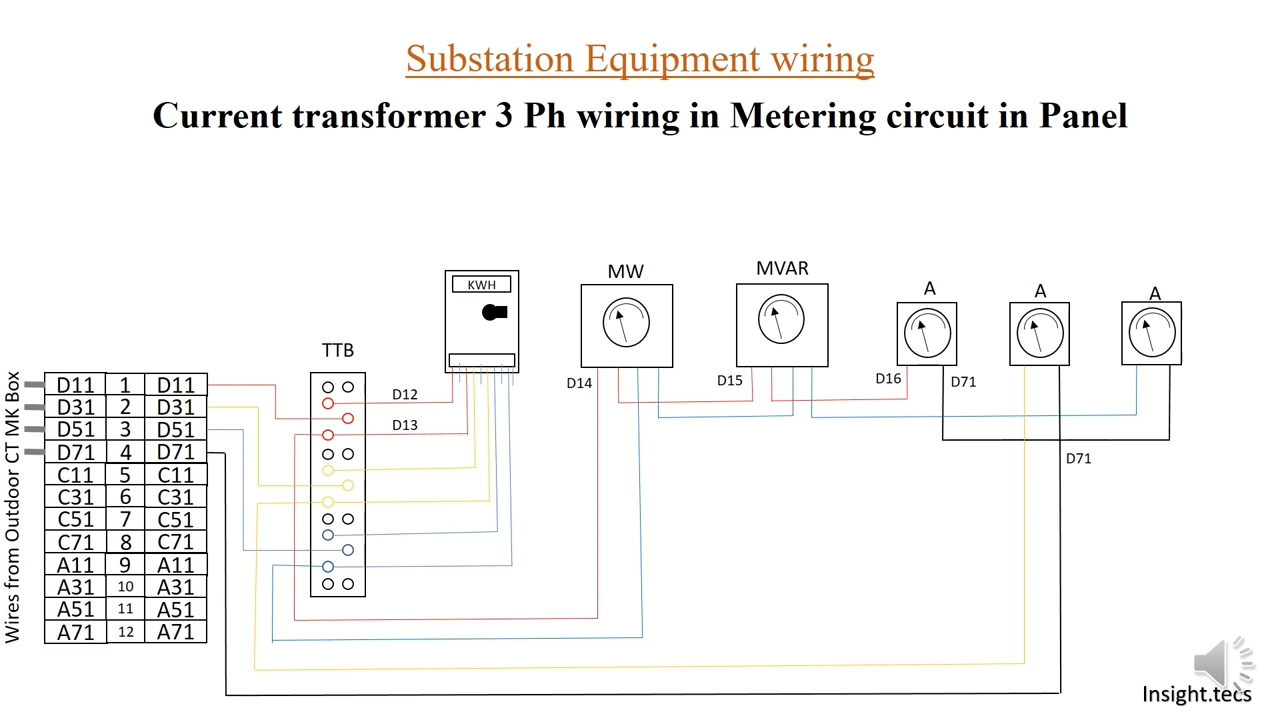 Substation Equipment wiring
Current transformer 3 Ph wiring in Metering circuit in Panel
MW
MVAR
A
A
A
KWH
TTB
D12
D13
D14
D15
D16
D71
D71
Wires from Outdoor CT MK Box
D11 1 D11
D31 2 D31
D51 3 D51
D71 4 D71
C11 5 C11
C31 6 C31
C51 7 C51
C71 8 C71
A11 9 A11
A31 10 A31
A51 11 A51
A71 12 A71
Insight.tecs